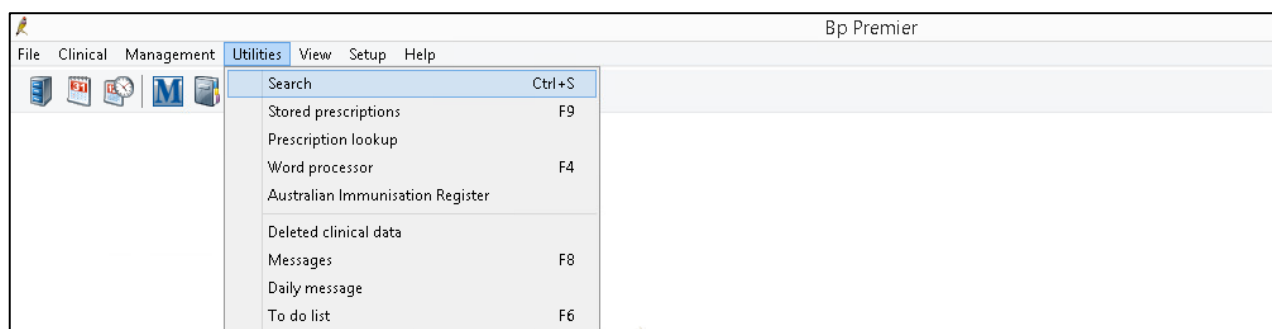 Bp Premier
File Clinical Management Utilities View Setup Help
31 M
Search Ctrl+S
Stored prescriptions F9
Prescription lookup
Word processor F4
Australian Immunisation Register
Deleted clinical data
Messages F8
Daily message
To do list F6